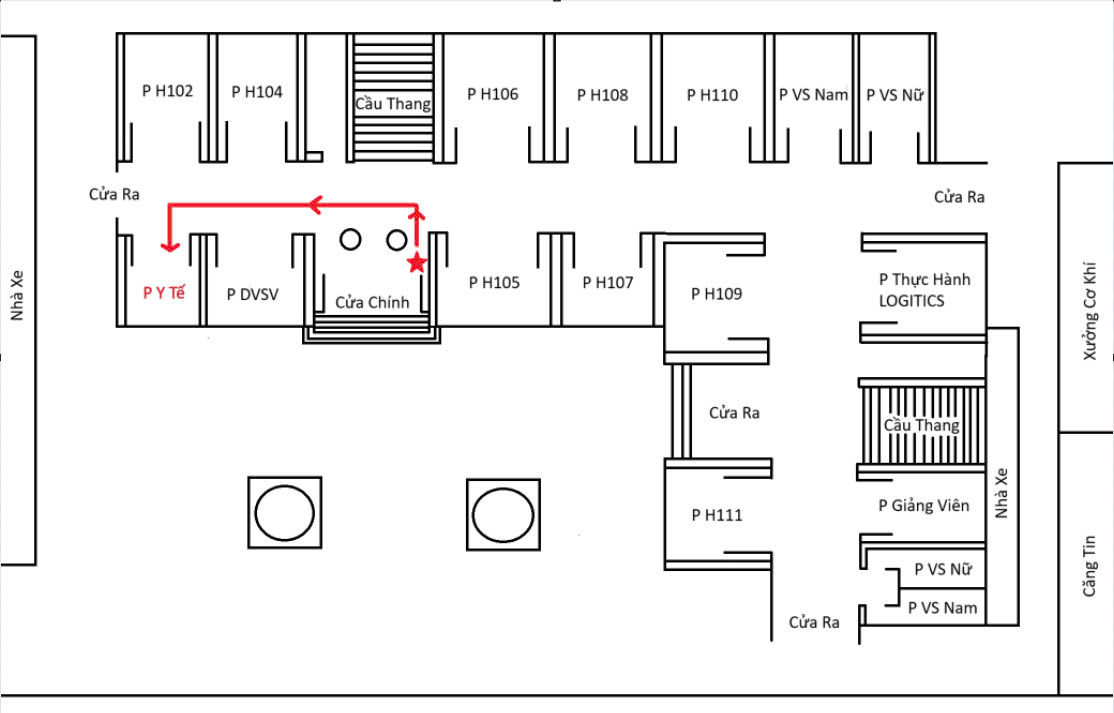 P H102
P H104
Cầu Thang
P H106
P H108
P H110
P VS Nam
P VS Nữ
Cửa Ra
Cửa Ra
Nhà Xe
P Y Tế
P DVSV
Cửa Chính
P H105
P H107
P H109
P Thực Hành
LOGITICS
Xưởng Cơ Khí
Cửa Ra
Cầu Thang
P H111
P Giảng Viên
Nhà Xe
P VS Nữ
P VS Nam
Căng Tin
Cửa Ra